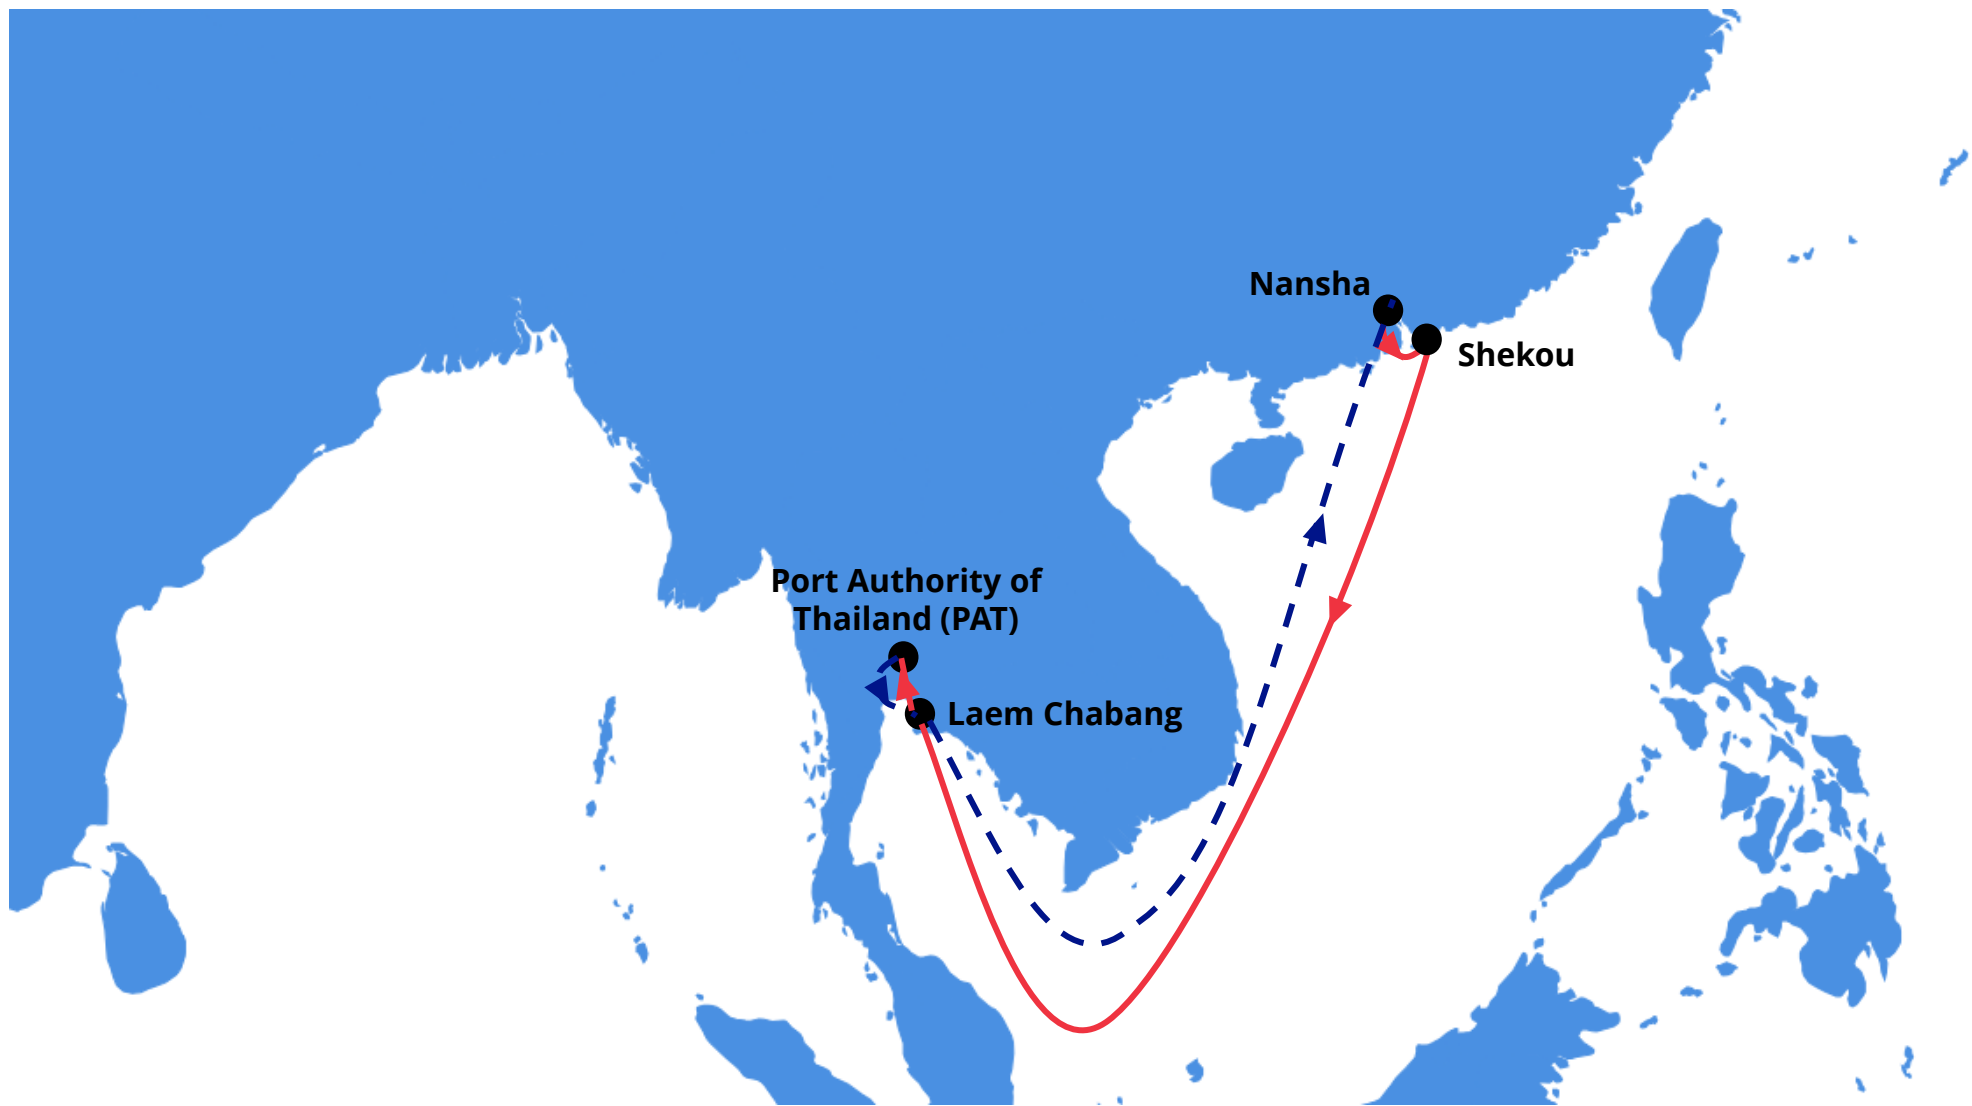 Nansha
Shekou
Port Authority of
Thailand (PAT)
Laem Chabang